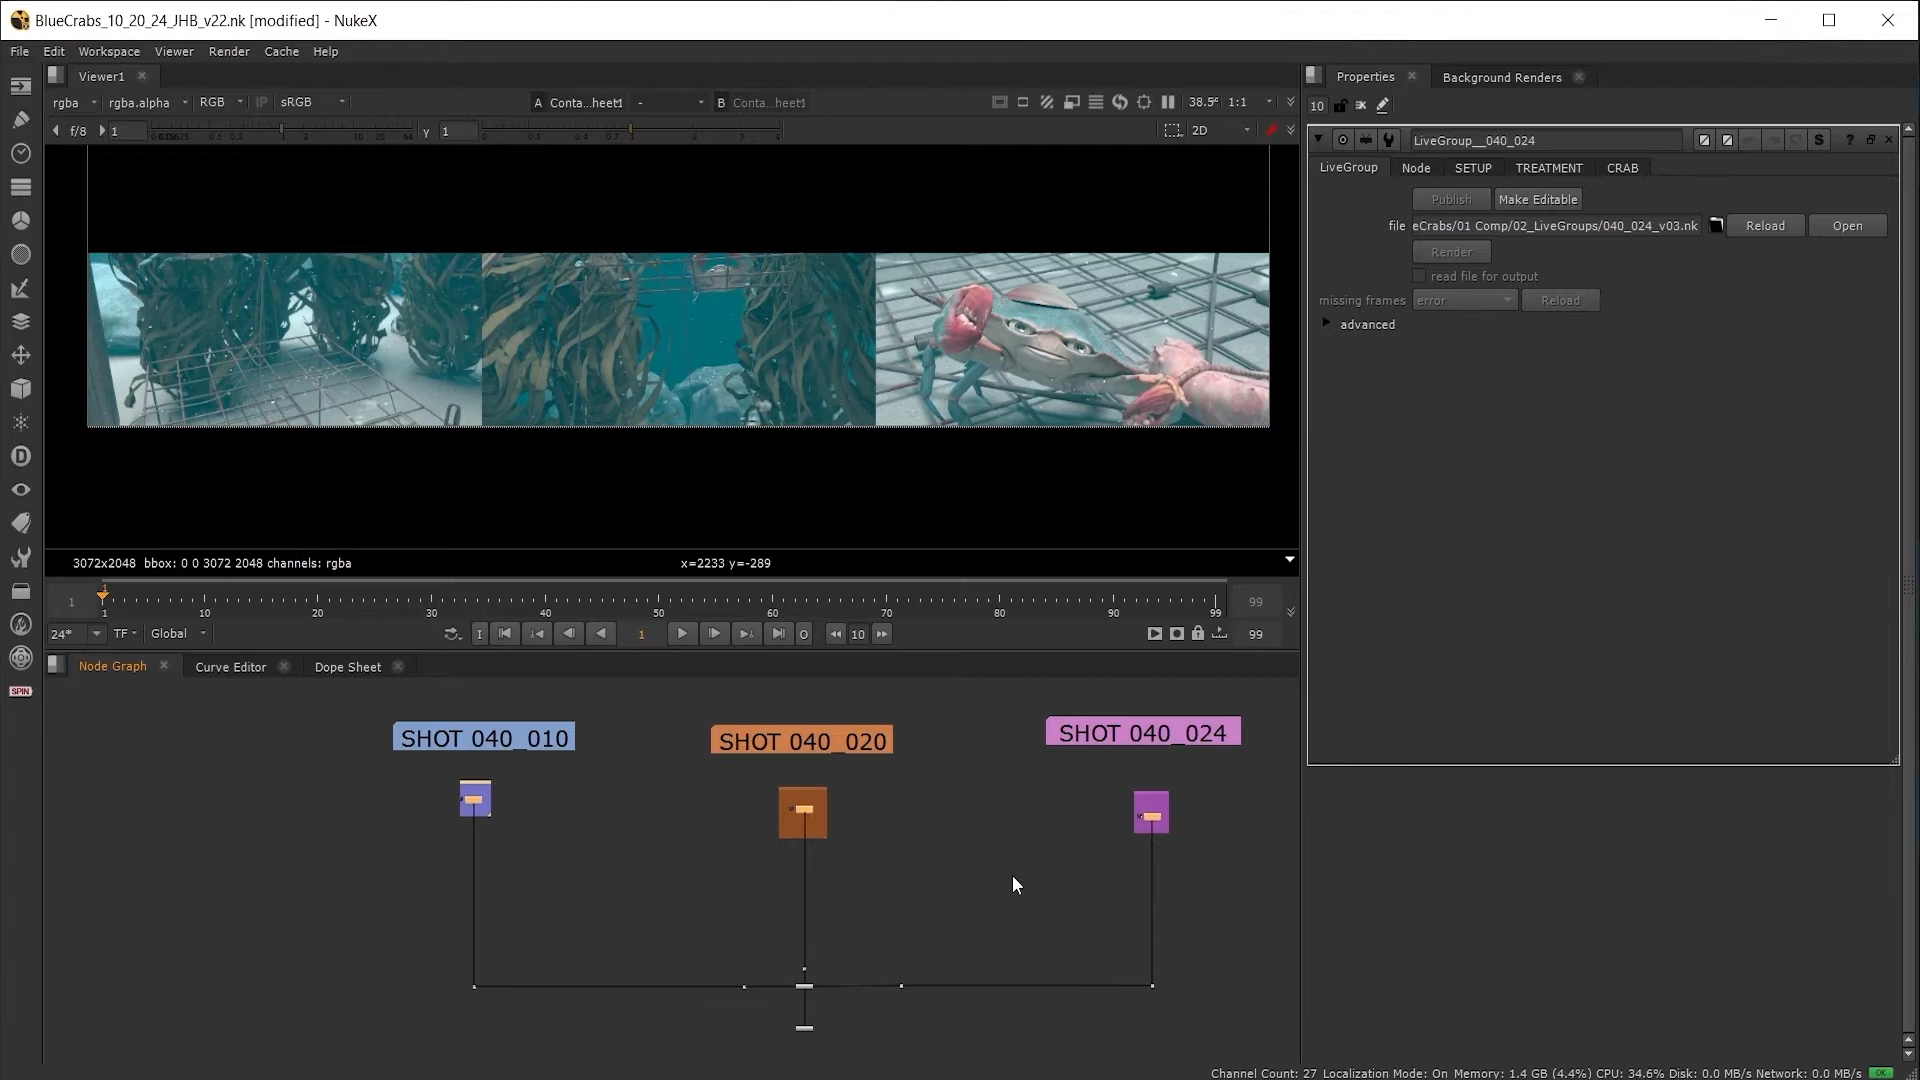 BlueCrabs_10_20_24_JHB_v22.nk [modified] - NukeX
File Edit Workspace Viewer Render Cache Help
Viewer1
rgba rgba.alpha RGB IP sRGB A Conta...heet1 - B Conta...heet1 38.5% 1:1
f/8 1 Y 1 2D
3072x2048 bbox: 0 0 3072 2048 channels: rgba x=2233 y=-289
1 1 99
1 10 20 30 40 50 60 70 80 90 99
24* TF Global I 1 O 10 99
Node Graph Curve Editor Dope Sheet
SHOT 040_010
SHOT 040_020
SHOT 040_024
Properties Background Renders
10
LiveGroup__040_024 S ?
LiveGroup Node SETUP TREATMENT CRAB
Publish Make Editable
file eCrabs/01 Comp/02_LiveGroups/040_024_v03.nk Reload Open
Render
read file for output
missing frames error Reload
advanced
D
SPIN
Channel Count: 27 Localization Mode: On Memory: 1.4 GB (4.4%) CPU: 34.6% Disk: 0.0 MB/s Network: 0.0 MB/s OK